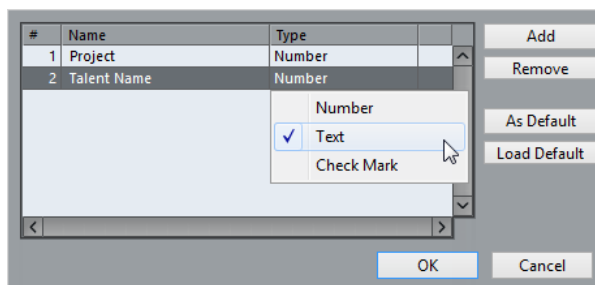 # Name Type
1 Project Number
2 Talent Name Number
Number
✓ Text
Check Mark
Add
Remove
As Default
Load Default
OK Cancel